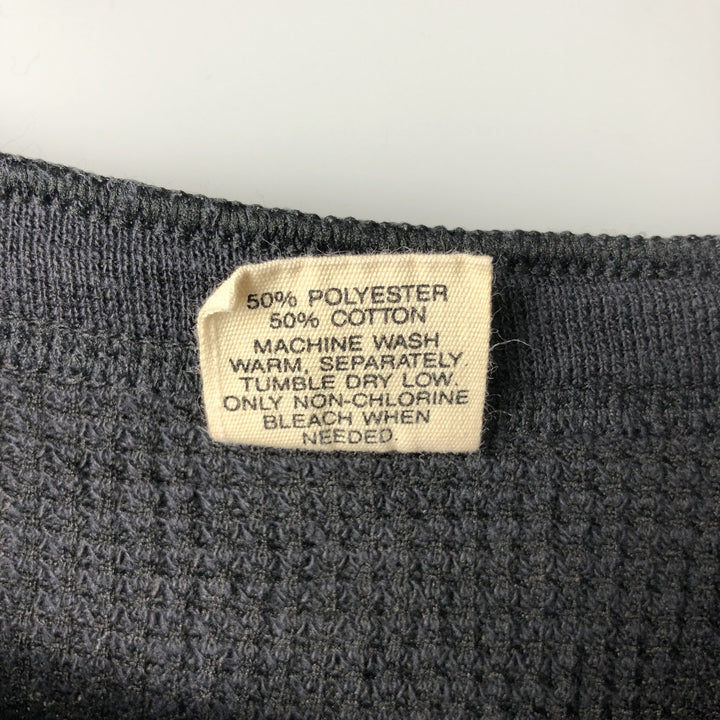 50% POLYESTER
50% COTTON
MACHINE WASH
WARM, SEPARATELY.
TUMBLE DRY LOW.
ONLY NON-CHLORINE
BLEACH WHEN
NEEDED.